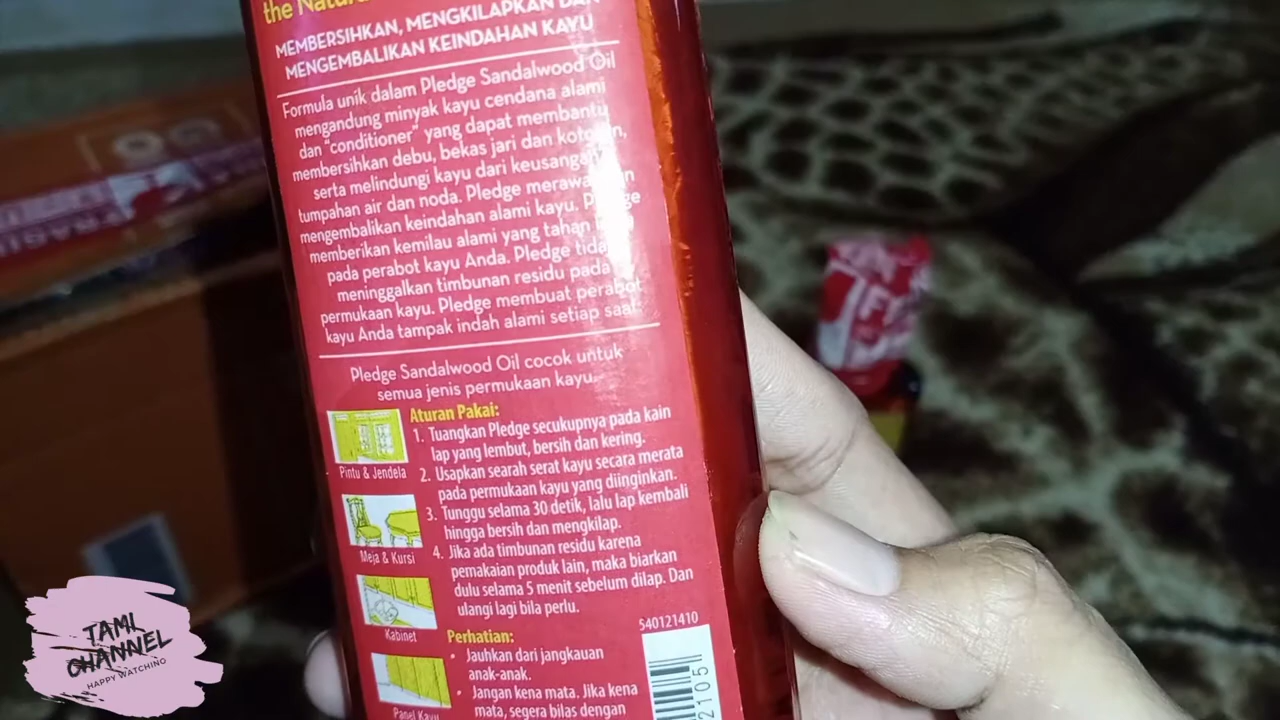 the Natura
MEMBERSIHKAN, MENGKILAPKAN DAN
MENGEMBALIKAN KEINDAHAN KAYU
Formula unik dalam Pledge Sandalwood Oil
mengandung minyak kayu cendana alami
dan "conditioner" yang dapat membantu
membersihkan debu, bekas jari dan kotoran,
serta melindungi kayu dari keusangan
tumpahan air dan noda. Pledge merawat
mengembalikan keindahan alami kayu. Pledge
memberikan kemilau alami yang tahan
pada perabot kayu Anda. Pledge tidak
meninggalkan timbunan residu pada
permukaan kayu. Pledge membuat perabot
kayu Anda tampak indah alami setiap saat.
Pledge Sandalwood Oil cocok untuk
semua jenis permukaan kayu.
Aturan Pakai:
1. Tuangkan Pledge secukupnya pada kain
lap yang lembut, bersih dan kering.
2. Usapkan searah serat kayu secara merata
pada permukaan kayu yang diinginkan.
3. Tunggu selama 30 detik, lalu lap kembali
hingga bersih dan mengkilap.
4. Jika ada timbunan residu karena
pemakaian produk lain, maka biarkan
dulu selama 5 menit sebelum dilap. Dan
ulangi lagi bila perlu.
Pintu & Jendela
Meja & Kursi
Kabinet
Panel Kayu
Perhatian:
• Jauhkan dari jangkauan
anak-anak.
• Jangan kena mata. Jika kena
mata, segera bilas dengan
540121410
2105
TAMI
CHANNEL
HAPPY WATCHING